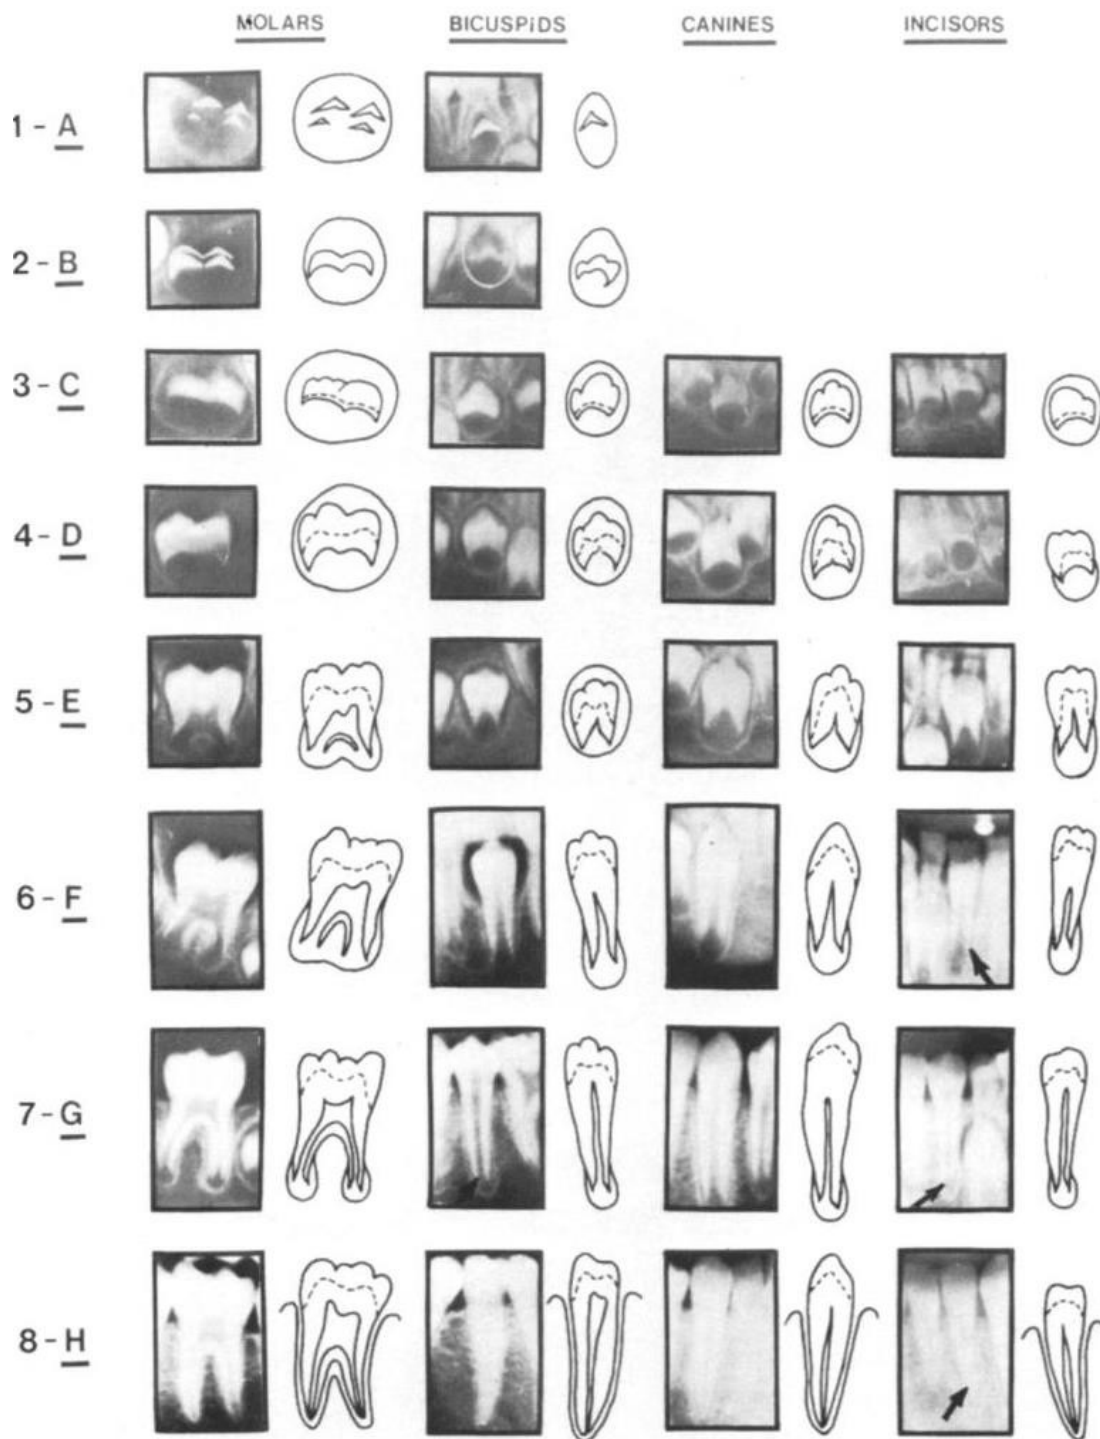 MOLARS BICUSPiDS CANINES INCISORS
1 - A
2 - B
3 - C
4 - D
5 - E
6 - F
7 - G
8 - H